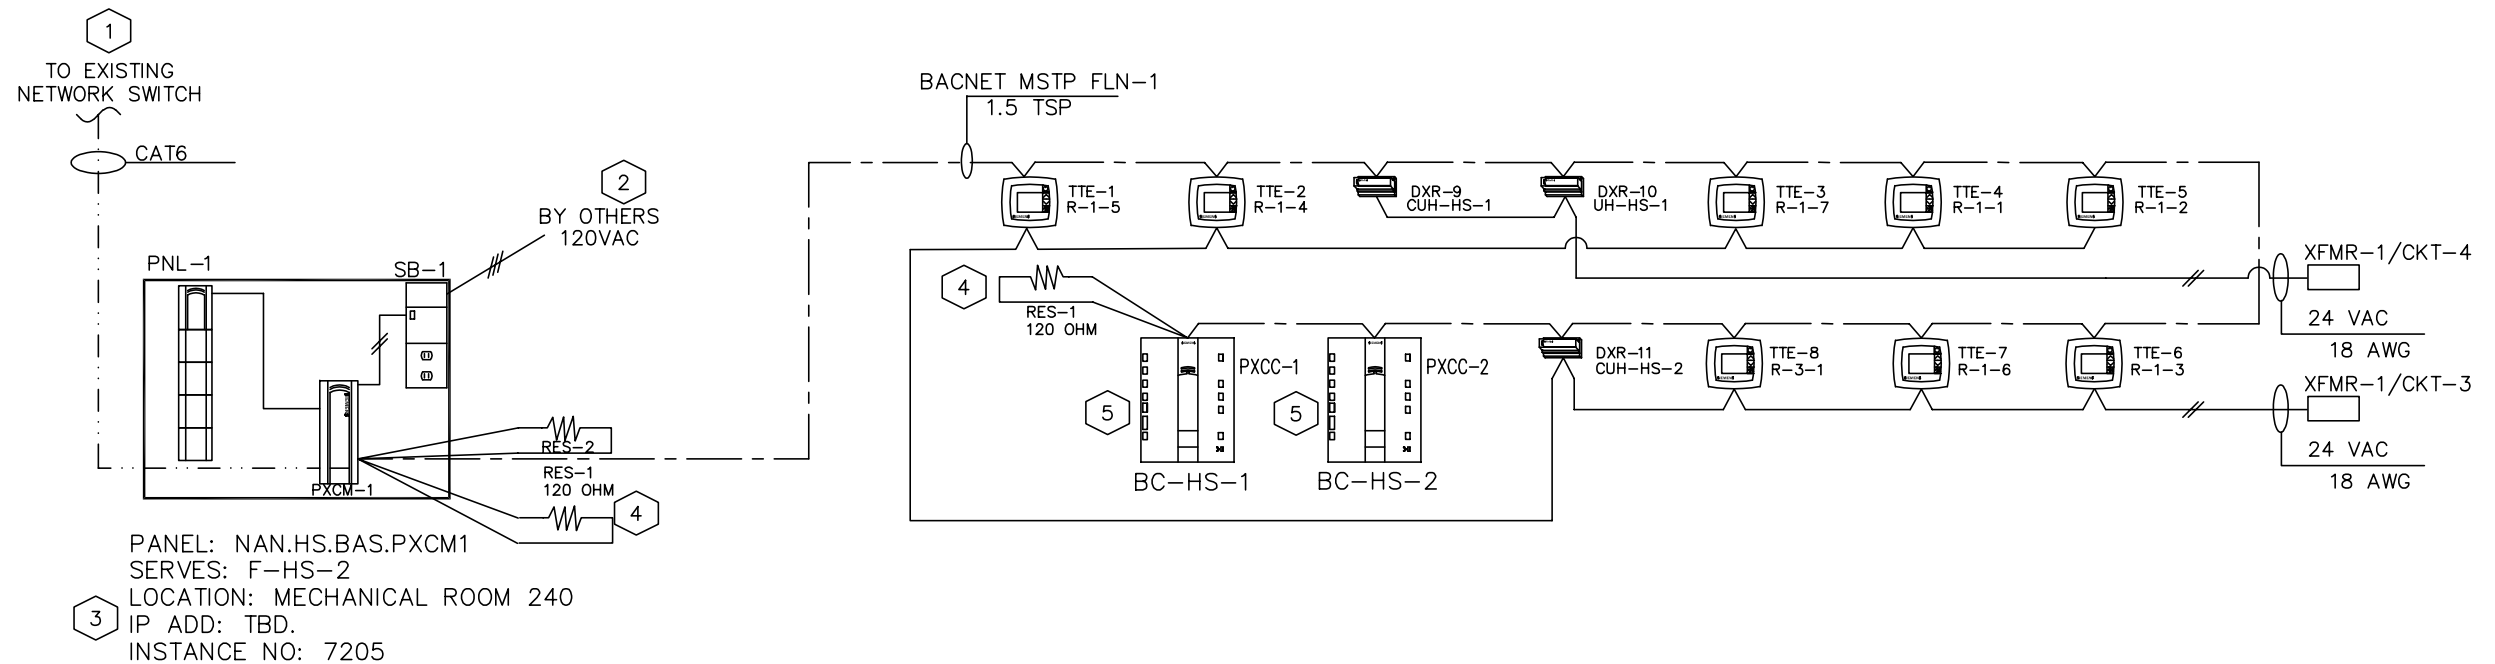 1
TO EXISTING
NETWORK SWITCH
CAT6
2
BY OTHERS
120VAC
PNL-1
SB-1
PXCM-1
RES-2
RES-1
120 OHM
4
PANEL: NAN.HS.BAS.PXCM1
SERVES: F-HS-2
LOCATION: MECHANICAL ROOM 240
IP ADD: TBD.
INSTANCE NO: 7205
3
BACNET MSTP FLN-1
1.5 TSP
TTE-1
R-1-5
TTE-2
R-1-4
DXR-9
CUH-HS-1
DXR-10
UH-HS-1
TTE-3
R-1-7
TTE-4
R-1-1
TTE-5
R-1-2
XFMR-1/CKT-4
24 VAC
18 AWG
4
RES-1
120 OHM
5
PXCC-1
BC-HS-1
5
PXCC-2
BC-HS-2
DXR-11
CUH-HS-2
TTE-8
R-3-1
TTE-7
R-1-6
TTE-6
R-1-3
XFMR-1/CKT-3
24 VAC
18 AWG